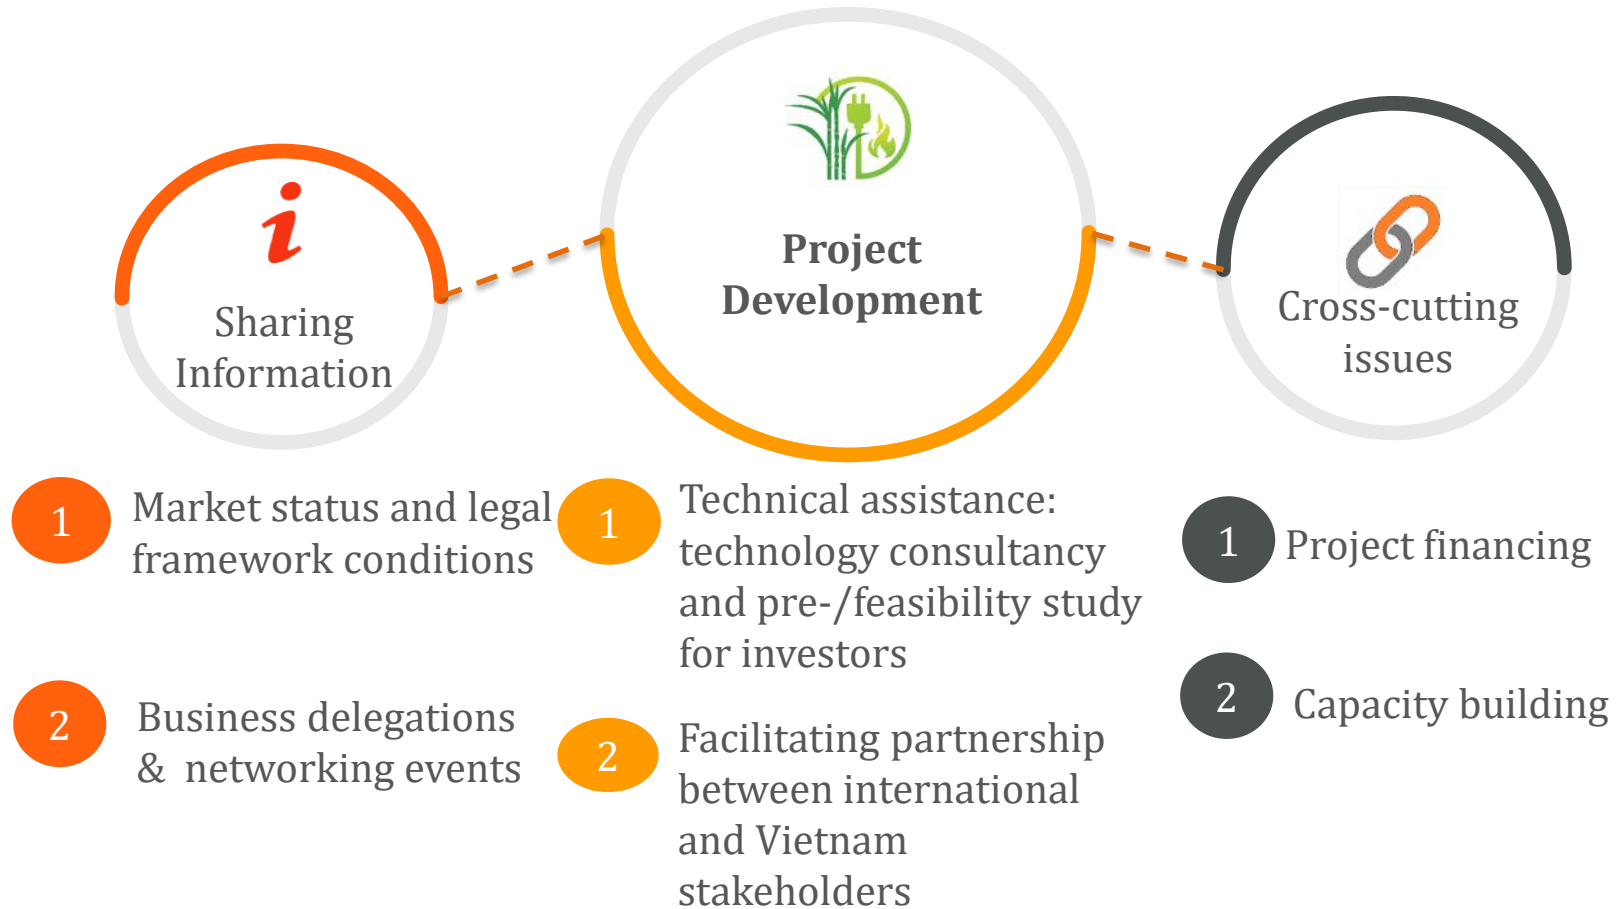 Sharing
Information
Project
Development
Cross-cutting
issues
1
Market status and legal
framework conditions
2
Business delegations
& networking events
1
Technical assistance:
technology consultancy
and pre-/feasibility study
for investors
2
Facilitating partnership
between international
and Vietnam
stakeholders
1
Project financing
2
Capacity building